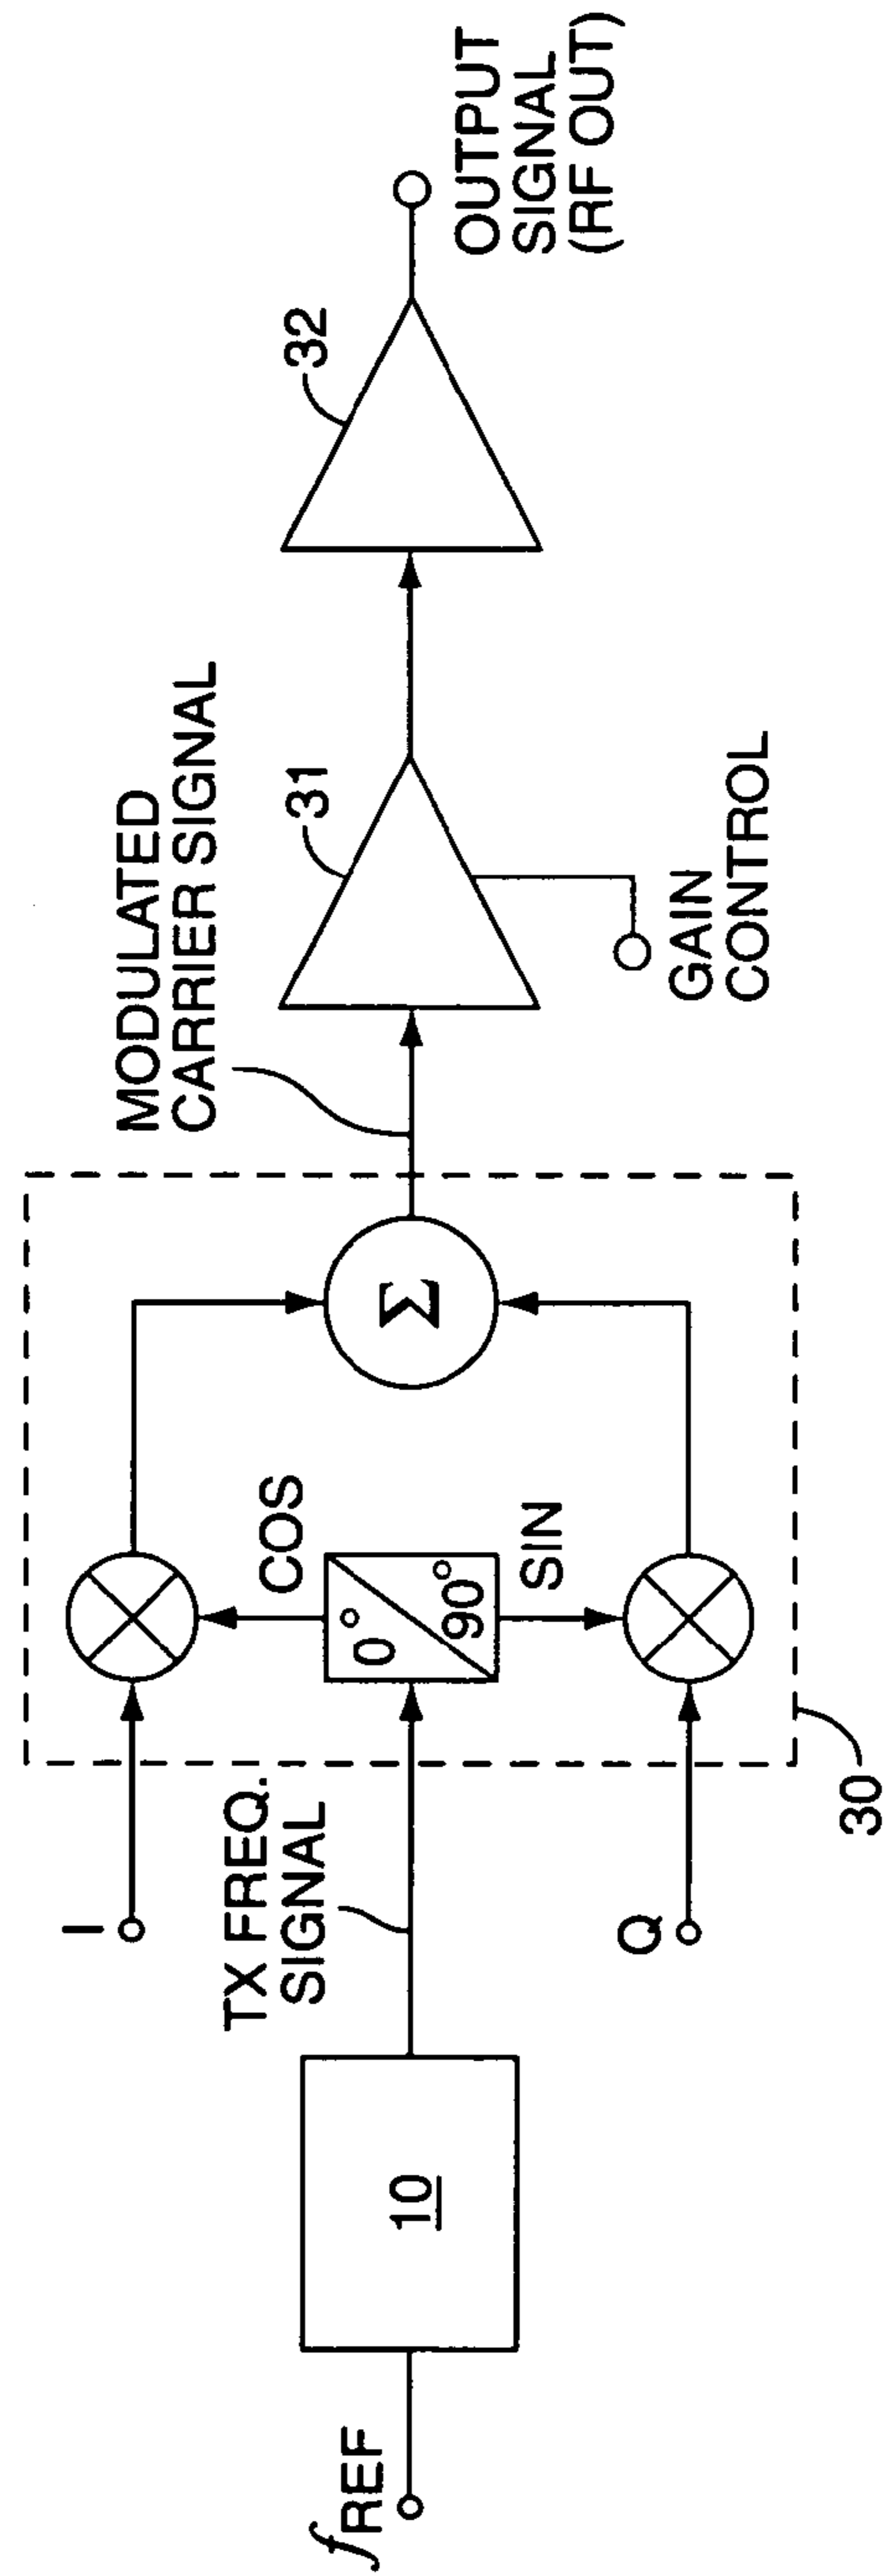 f REF
10
TX FREQ.
SIGNAL
I
Q
COS
0°
90°
SIN
Σ
30
MODULATED
CARRIER SIGNAL
31
GAIN
CONTROL
32
OUTPUT
SIGNAL
(RF OUT)